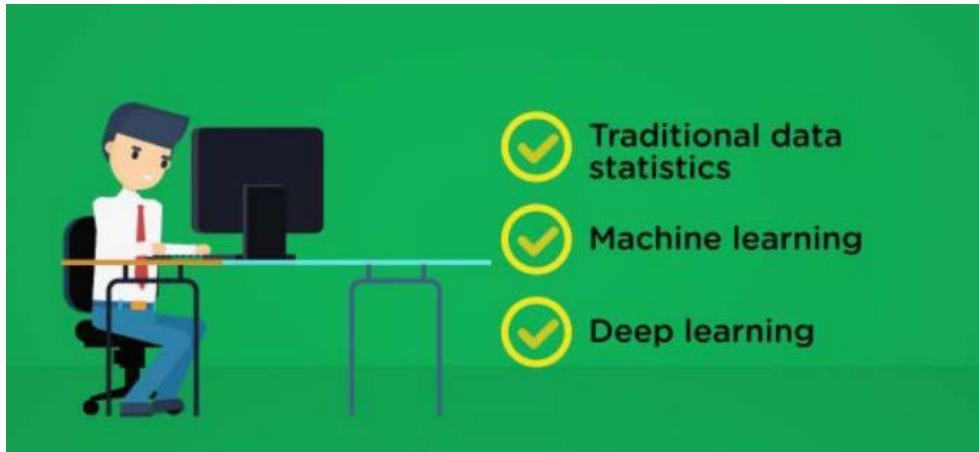 Traditional data
statistics
Machine learning
Deep learning